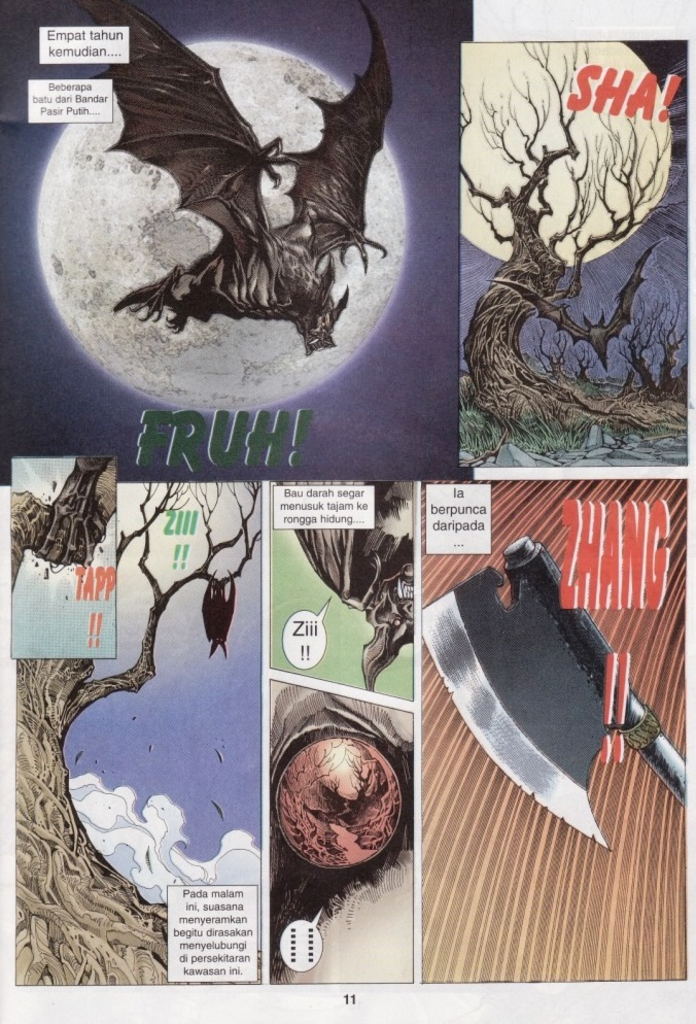 Empat tahun
kemudian....
Beberapa
batu dari Bandar
Pasir Putih....
FRUH!
SHA!
TAPP
!!
ZIII
!!
Pada malam
ini, suasana
menyeramkan
begitu dirasakan
menyelubungi
di persekitaran
kawasan ini.
Bau darah segar
menusuk tajam ke
rongga hidung....
Ziii
!!
Ia
berpunca
daripada
...
ZHANG
!!
11